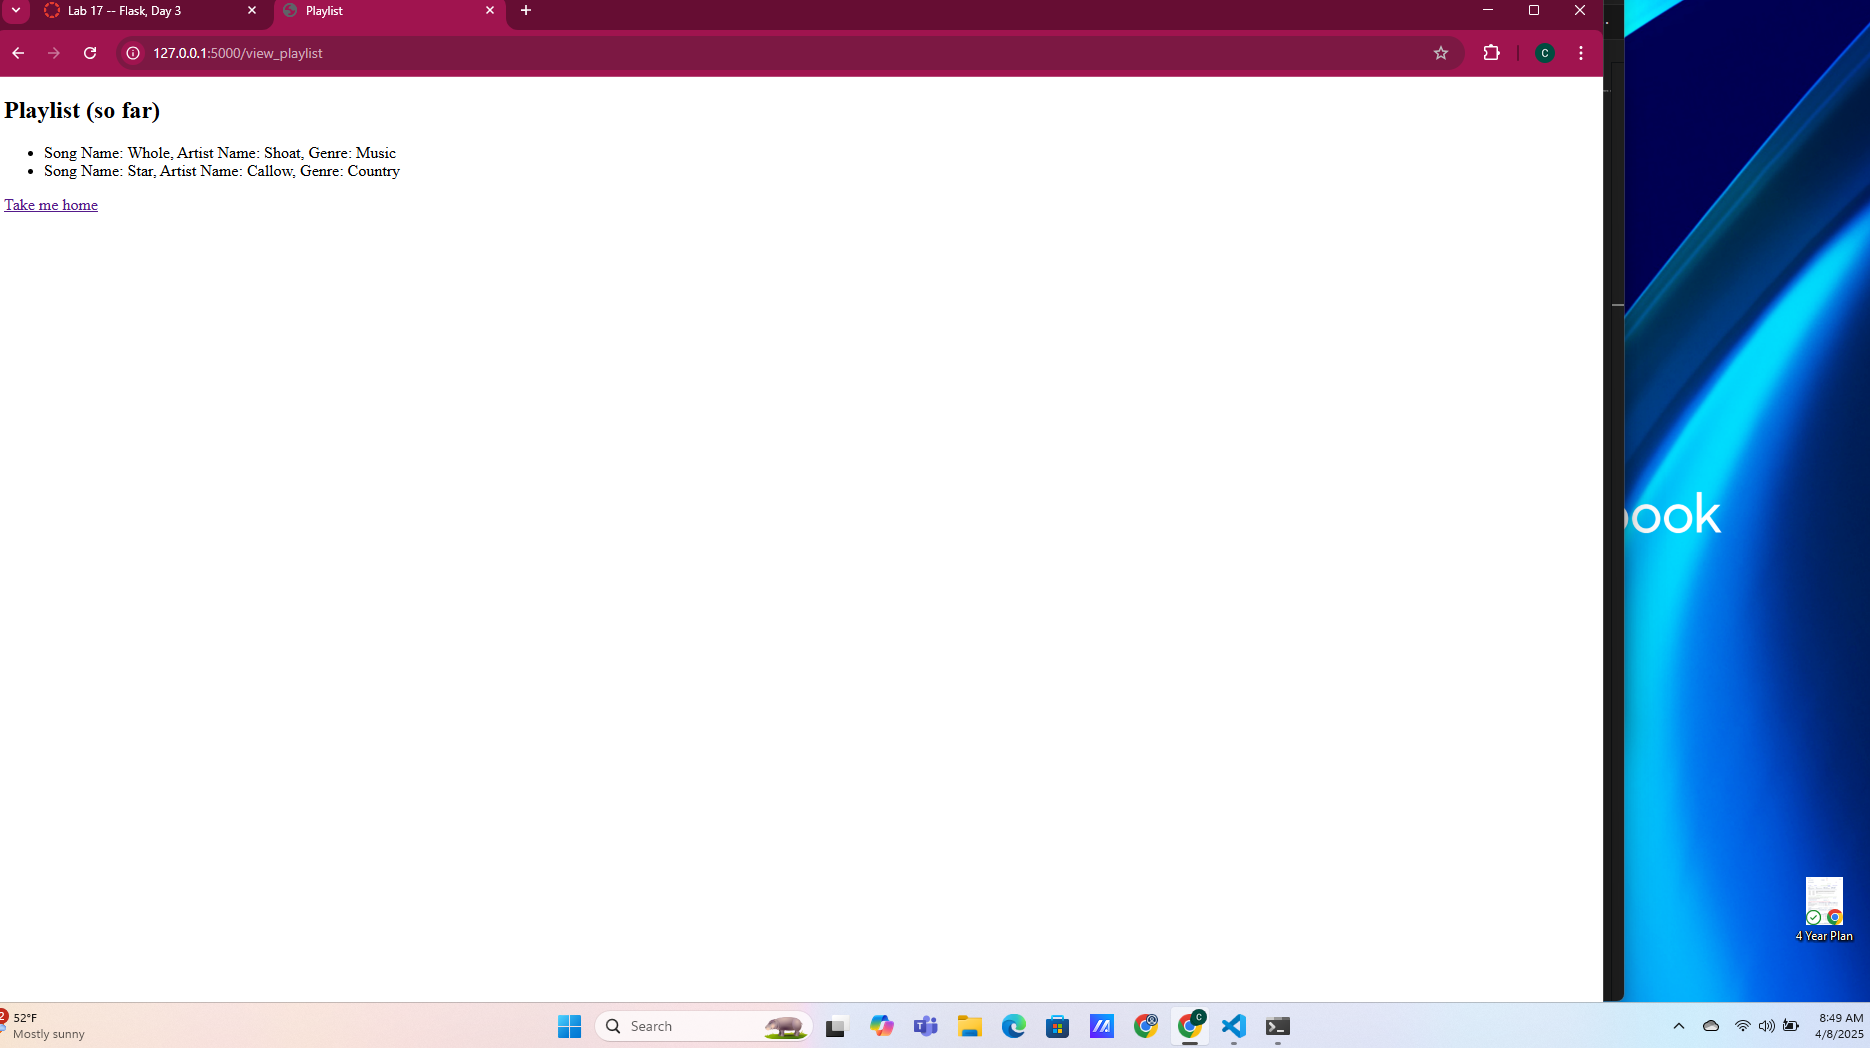 Lab 17 -- Flask, Day 3
Playlist
127.0.0.1:5000/view_playlist
C
Playlist (so far)
Song Name: Whole, Artist Name: Shoat, Genre: Music
Song Name: Star, Artist Name: Callow, Genre: Country
Take me home
book
4 Year Plan
2
52°F
Mostly sunny
Search
C
8:49 AM
4/8/2025